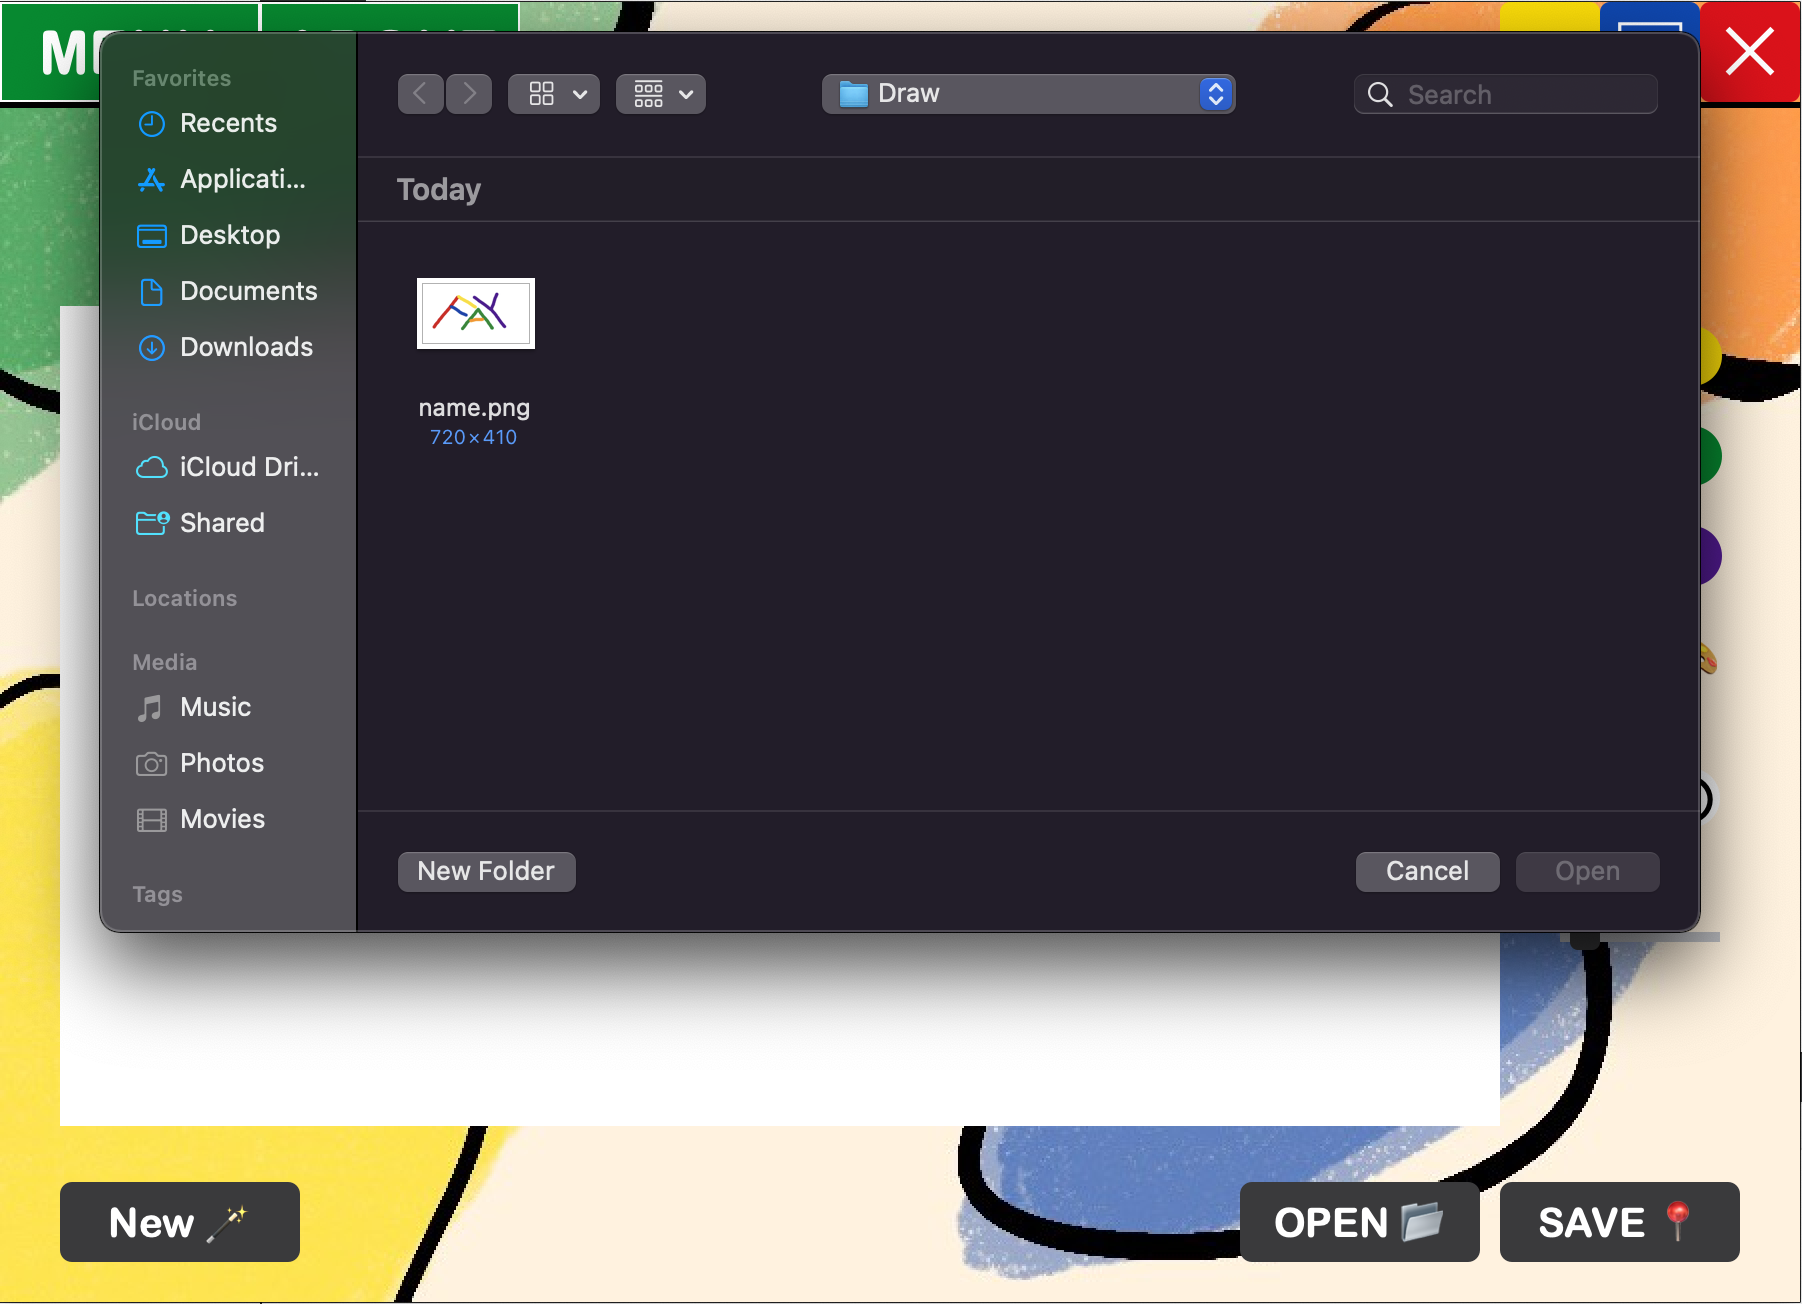 Favorites
Recents
Applicati...
Desktop
Documents
Downloads
iCloud
iCloud Dri...
Shared
Locations
Media
Music
Photos
Movies
Tags
Draw
Search
Today
name.png
720×410
New Folder
Cancel
Open
New
OPEN
SAVE